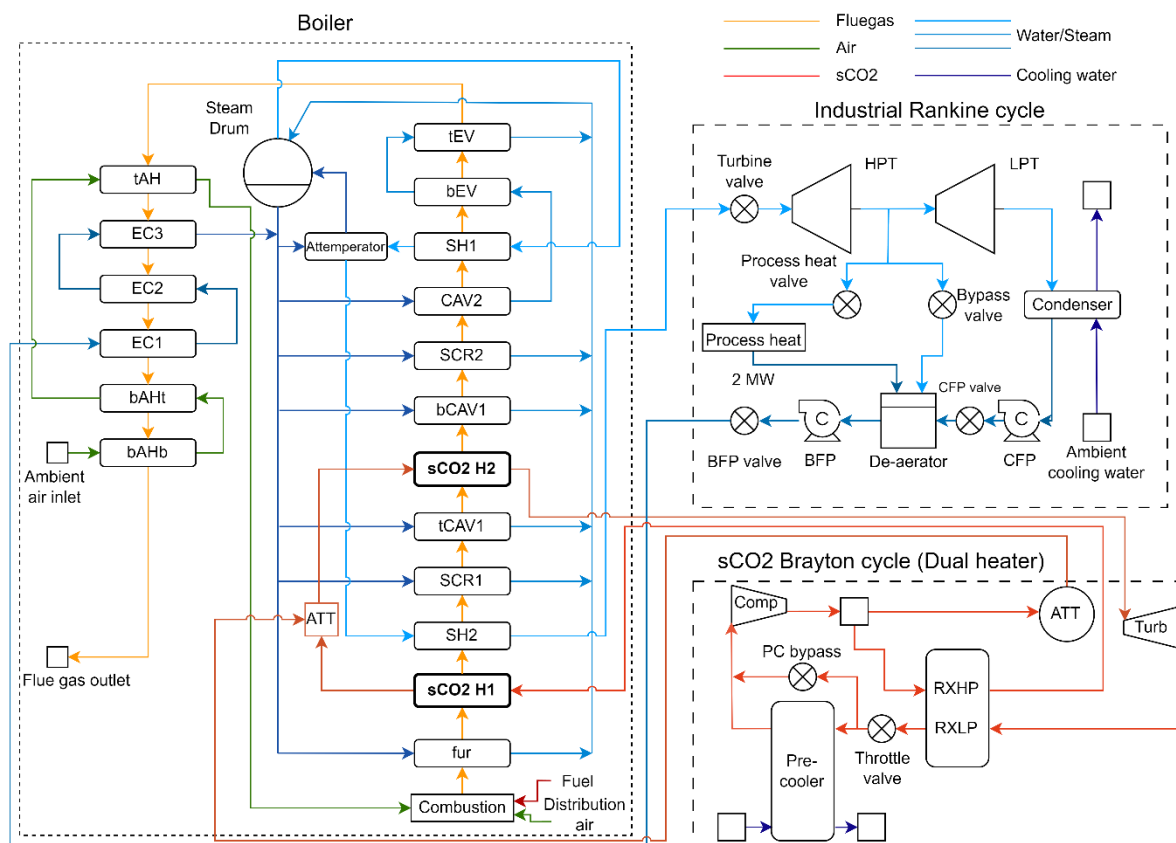 Boiler
Fluegas
Air
sCO2
Water/Steam
Cooling water
Steam
Drum
tAH
EC3
EC2
EC1
bAHt
bAHb
Ambient
air inlet
Flue gas outlet
tEV
bEV
Attemperator
SH1
CAV2
SCR2
bCAV1
sCO2 H2
tCAV1
SCR1
ATT
SH2
sCO2 H1
fur
Combustion
Fuel
Distribution
air
Industrial Rankine cycle
Turbine
valve
HPT
LPT
Process heat
valve
Bypass
valve
Condenser
Process heat
2 MW
CFP valve
C
C
BFP valve
BFP
De-aerator
CFP
Ambient
cooling water
sCO2 Brayton cycle (Dual heater)
Comp
ATT
Turb
PC bypass
RXHP
RXLP
Throttle
valve
Pre-
cooler